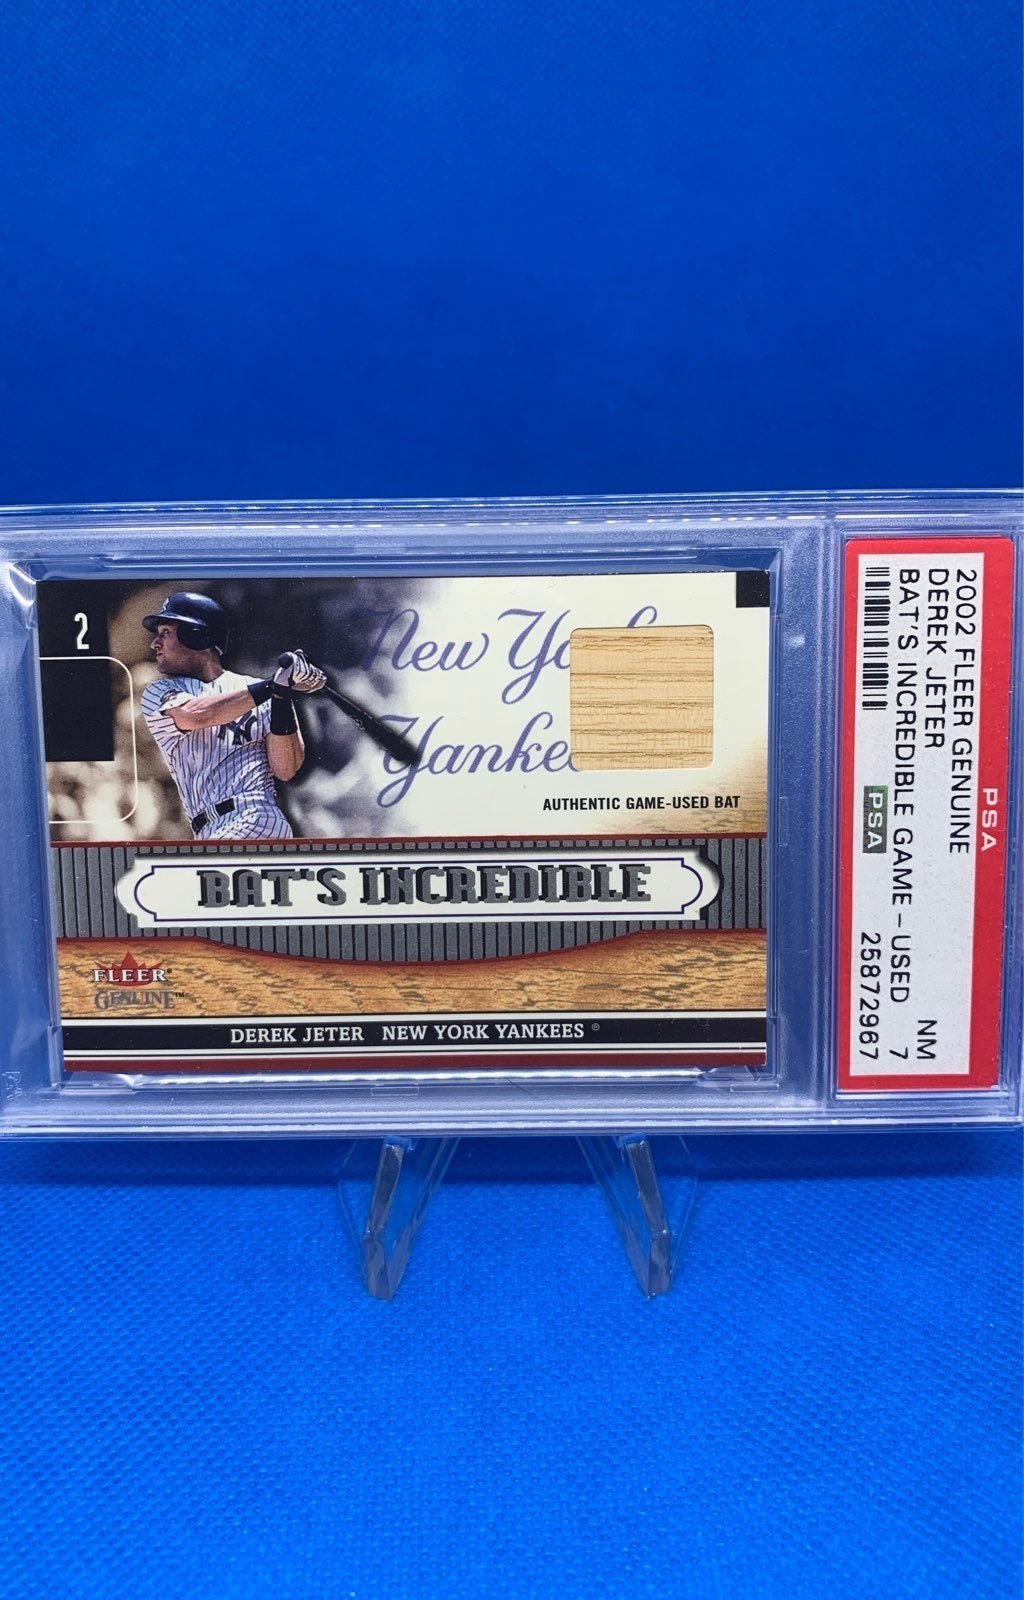 2
New York
Yankees
AUTHENTIC GAME-USED BAT
BAT'S INCREDIBLE
FLEER®
GENUINE™
DEREK JETER NEW YORK YANKEES ®
PSA
2002 FLEER GENUINE
DEREK JETER NM
BAT'S INCREDIBLE GAME-USED 7
PSA 25872967